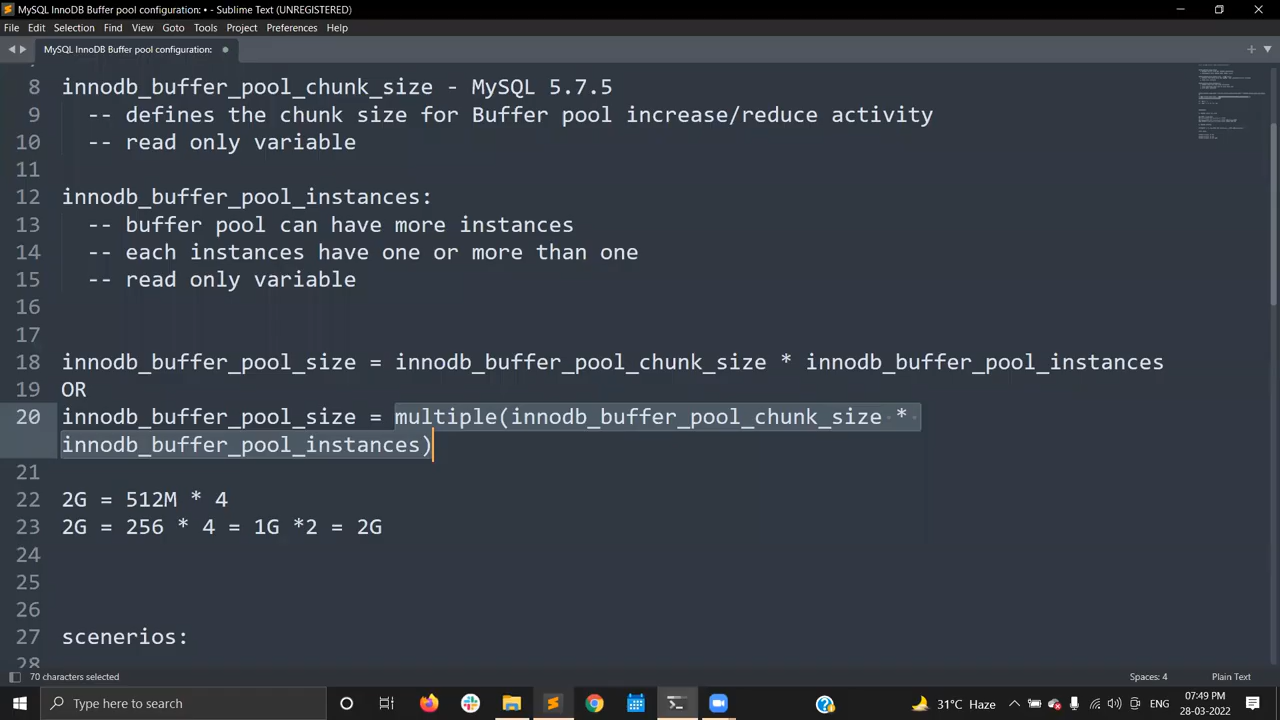 MySQL InnoDB Buffer pool configuration: • - Sublime Text (UNREGISTERED)
File Edit Selection Find View Goto Tools Project Preferences Help
MySQL InnoDB Buffer pool configuration:
8 innodb_buffer_pool_chunk_size - MySQL 5.7.5
9 -- defines the chunk size for Buffer pool increase/reduce activity
10 -- read only variable
11
12 innodb_buffer_pool_instances:
13 -- buffer pool can have more instances
14 -- each instances have one or more than one
15 -- read only variable
16
17
18 innodb_buffer_pool_size = innodb_buffer_pool_chunk_size * innodb_buffer_pool_instances
19 OR
20 innodb_buffer_pool_size = multiple(innodb_buffer_pool_chunk_size *
innodb_buffer_pool_instances)
21
22 2G = 512M * 4
23 2G = 256 * 4 = 1G *2 = 2G
24
25
26
27 scenerios:
28
70 characters selected
Spaces: 4 Plain Text
Type here to search
31°C Haze
ENG
07:49 PM
28-03-2022